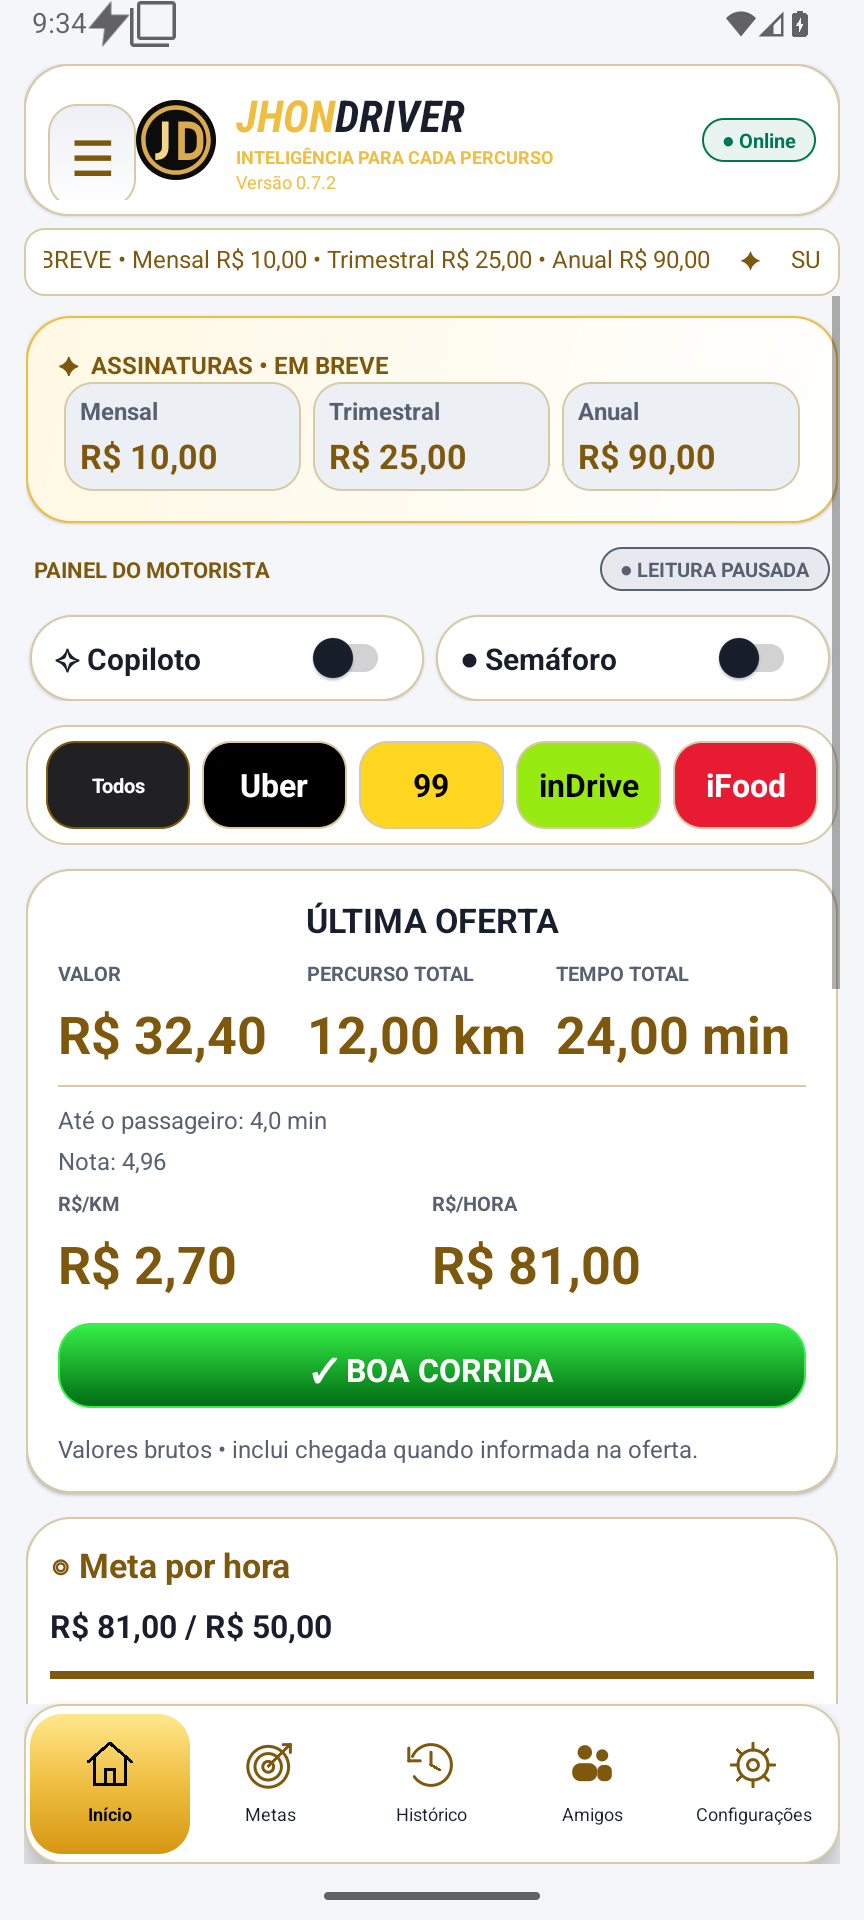 9:34
JD
JHONDRIVER
INTELIGÊNCIA PARA CADA PERCURSO
Versão 0.7.2
● Online
BREVE • Mensal R$ 10,00 • Trimestral R$ 25,00 • Anual R$ 90,00 ✦ SU
✦ ASSINATURAS • EM BREVE
Mensal
R$ 10,00
Trimestral
R$ 25,00
Anual
R$ 90,00
PAINEL DO MOTORISTA
● LEITURA PAUSADA
✧ Copiloto
● Semáforo
Todos
Uber
99
inDrive
iFood
ÚLTIMA OFERTA
VALOR
R$ 32,40
PERCURSO TOTAL
12,00 km
TEMPO TOTAL
24,00 min
Até o passageiro: 4,0 min
Nota: 4,96
R$/KM
R$ 2,70
R$/HORA
R$ 81,00
✓ BOA CORRIDA
Valores brutos • inclui chegada quando informada na oferta.
◎ Meta por hora
R$ 81,00 / R$ 50,00
Início
Metas
Histórico
Amigos
Configurações